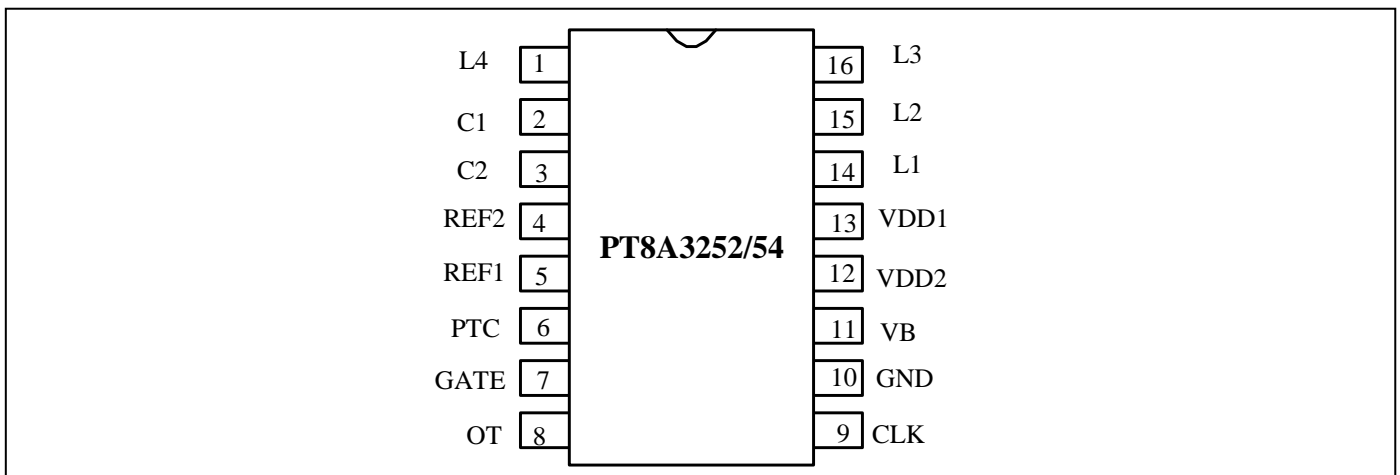 L4 1 16 L3
C1 2 15 L2
C2 3 14 L1
REF2 4 13 VDD1
PT8A3252/54
REF1 5 12 VDD2
PTC 6 11 VB
GATE 7 10 GND
OT 8 9 CLK